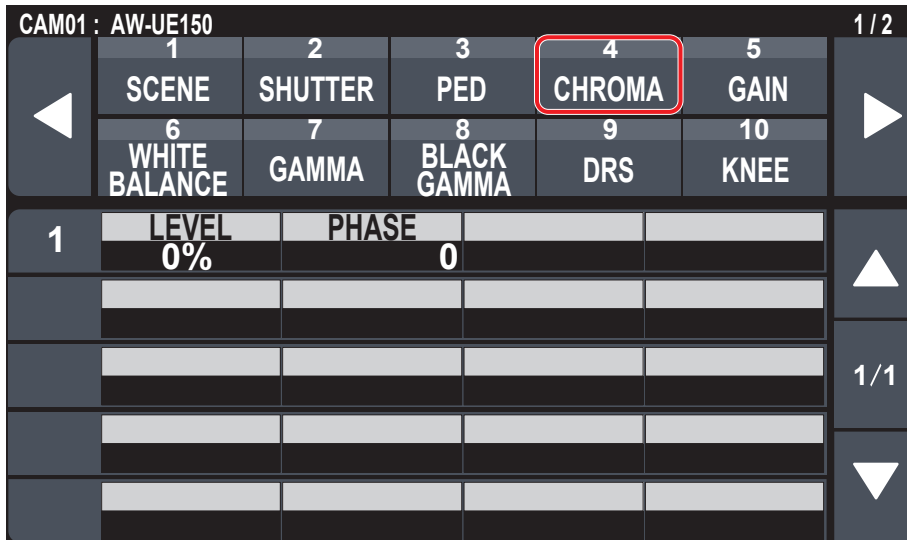 CAM01 : AW-UE150 1 / 2
1 2 3 4 5
SCENE SHUTTER PED CHROMA GAIN
6 7 8 9 10
WHITE BALANCE GAMMA BLACK GAMMA DRS KNEE
1 LEVEL PHASE
0% 0
1/1